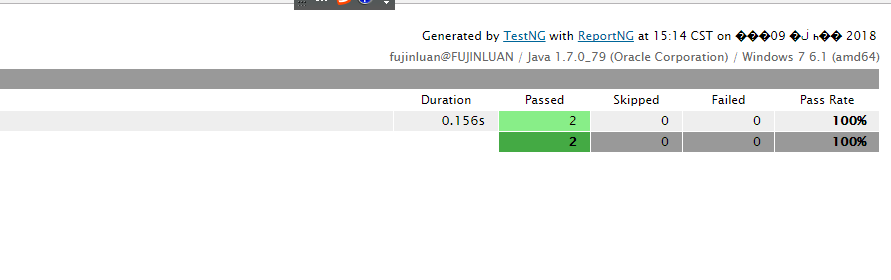 Generated by TestNG with ReportNG at 15:14 CST on ���09 �� �� 2018
fujinluan@FUJINLUAN / Java 1.7.0_79 (Oracle Corporation) / Windows 7 6.1 (amd64)
Duration Passed Skipped Failed Pass Rate
0.156s 2 0 0 100%
2 0 0 100%